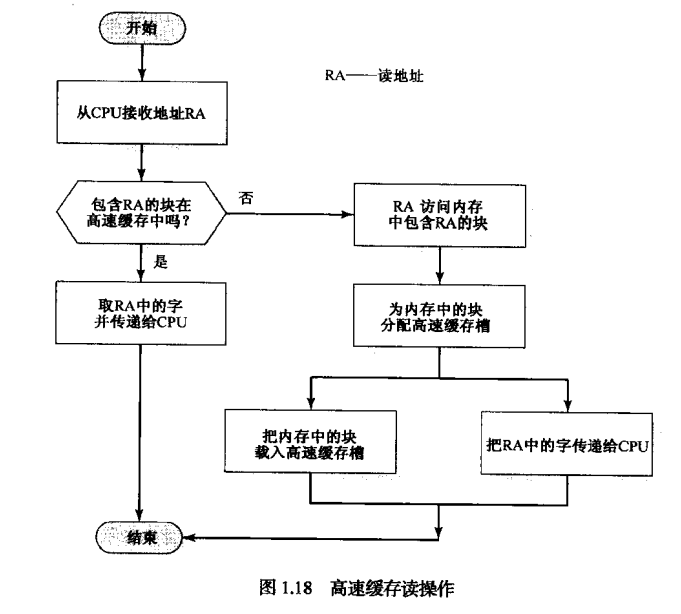 开始
RA——读地址
从CPU接收地址RA
包含RA的块在
高速缓存中吗？
否
RA 访问内存
中包含RA的块
是
取RA中的字
并传递给CPU
为内存中的块
分配高速缓存槽
把内存中的块
载入高速缓存槽
把RA中的字传递给CPU
结束
图 1.18 高速缓存读操作